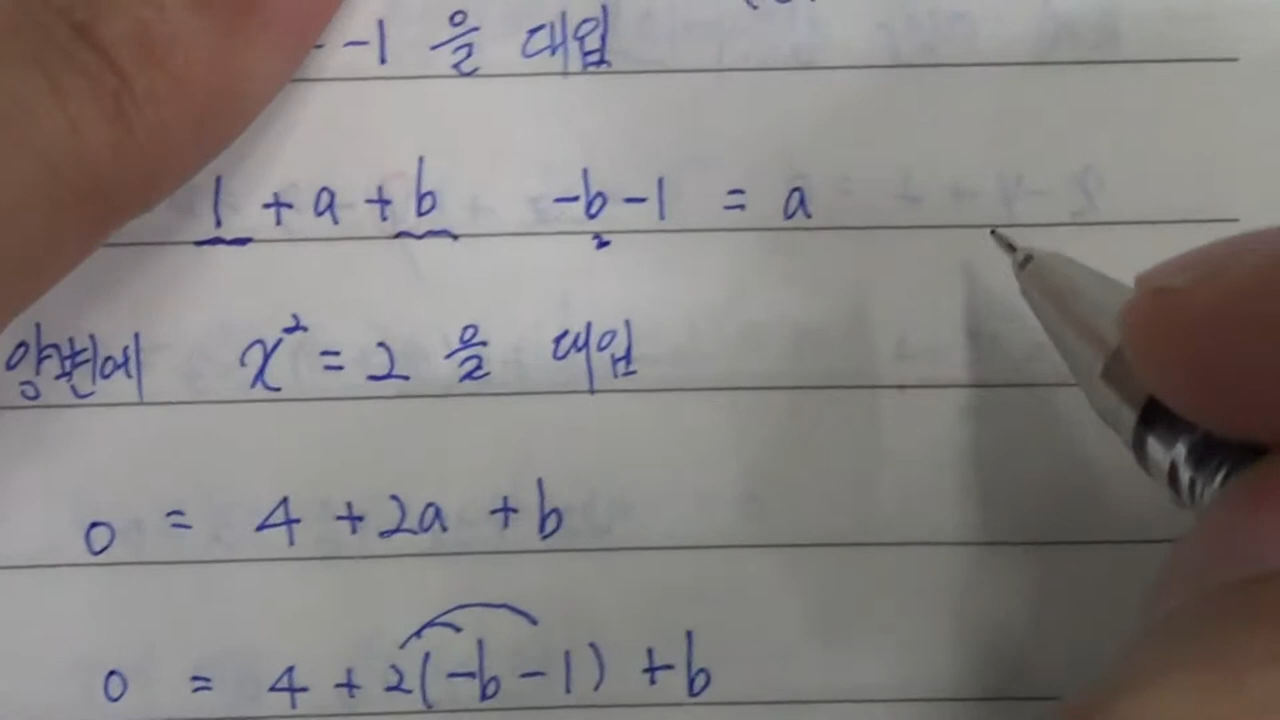 -1 을 대입
1 + a + b -b - 1 = a
양변에 x² = 2 을 대입
0 = 4 + 2a + b
0 = 4 + 2(-b - 1) + b